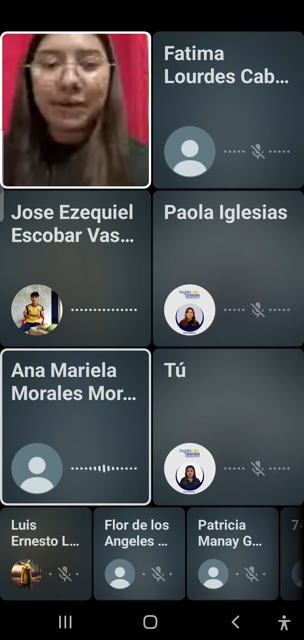 Fatima
Lourdes Cab...
Jose Ezequiel
Escobar Vas...
Paola Iglesias
Ana Mariela
Morales Mor...
Tú
Luis
Ernesto L...
Flor de los
Angeles ...
Patricia
Manay G...